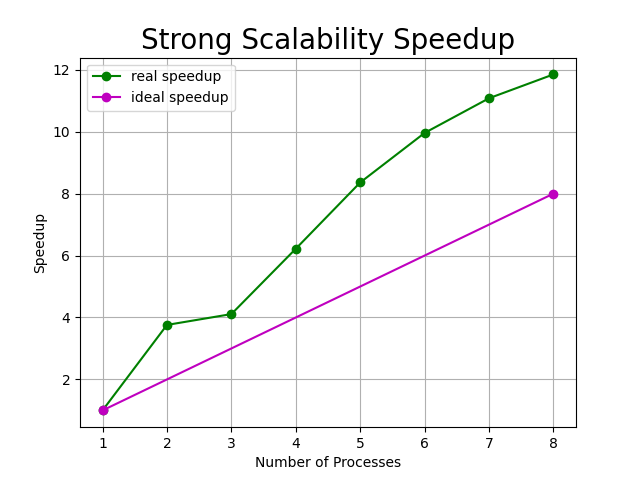 Strong Scalability Speedup
real speedup
ideal speedup
12
10
8
6
4
2
Speedup
1 2 3 4 5 6 7 8
Number of Processes